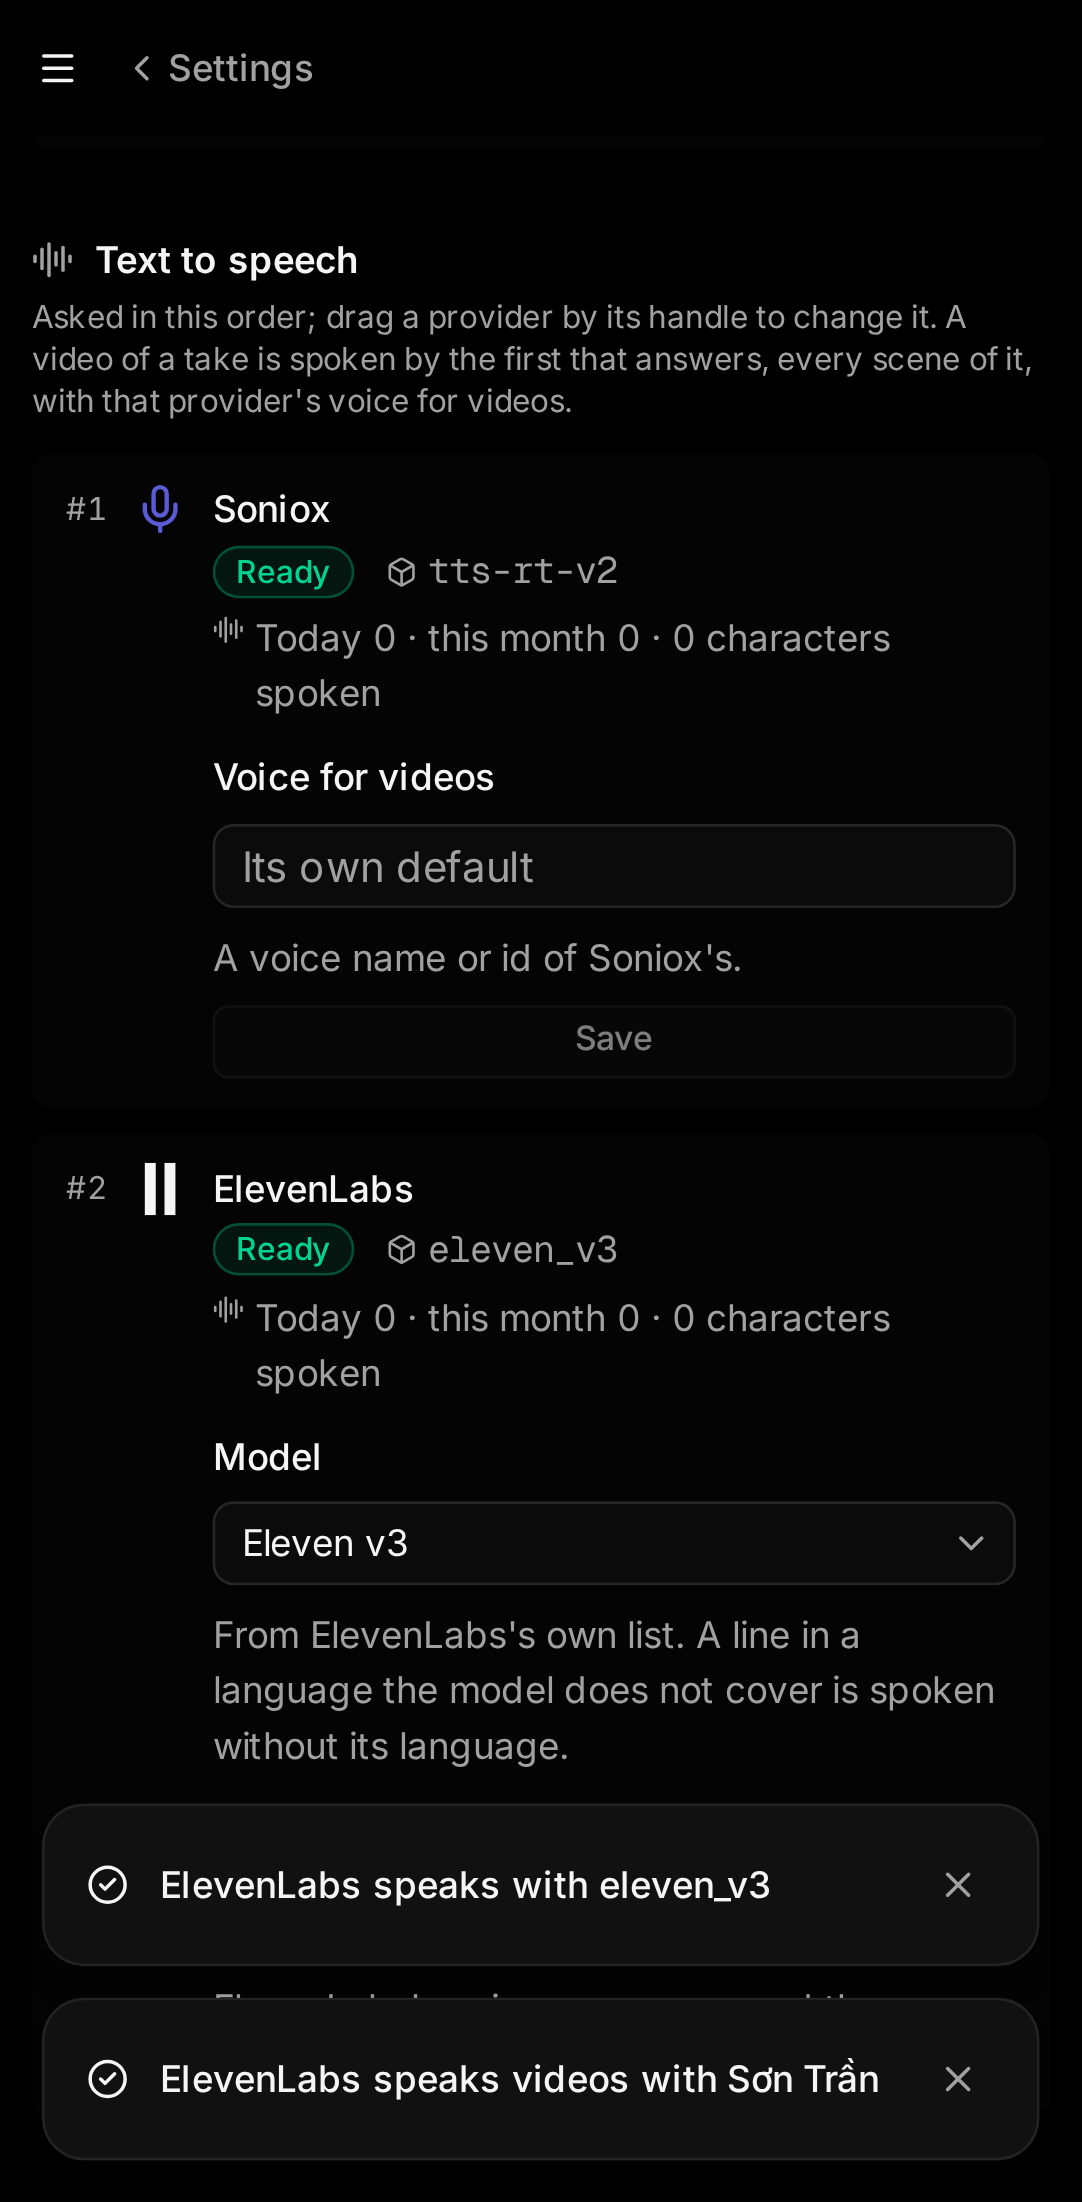 Settings
Text to speech
Asked in this order; drag a provider by its handle to change it. A
video of a take is spoken by the first that answers, every scene of it,
with that provider's voice for videos.
#1 Soniox
Ready tts-rt-v2
Today 0 · this month 0 · 0 characters
spoken
Voice for videos
Its own default
A voice name or id of Soniox's.
Save
#2 ElevenLabs
Ready eleven_v3
Today 0 · this month 0 · 0 characters
spoken
Model
Eleven v3
From ElevenLabs's own list. A line in a
language the model does not cover is spoken
without its language.
ElevenLabs speaks with eleven_v3
ElevenLabs speaks videos with Sơn Trần